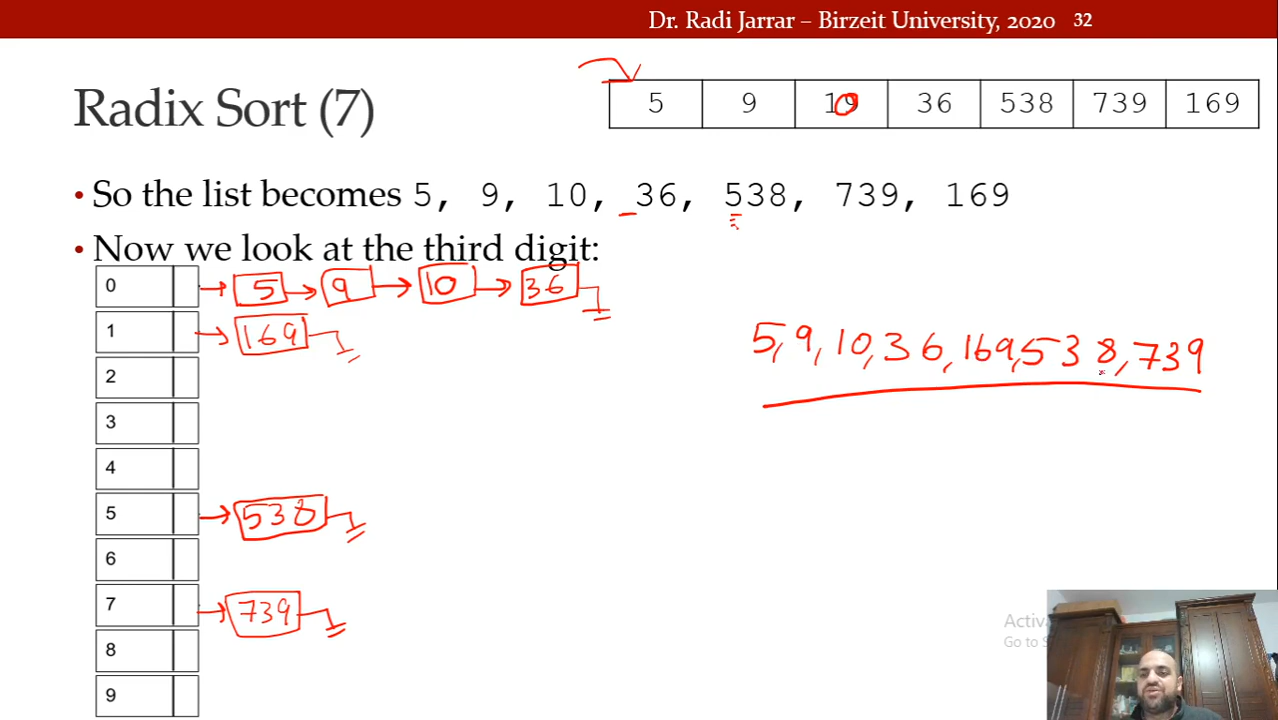 Dr. Radi Jarrar – Birzeit University, 2020 32
5 9 10 36 538 739 169
Radix Sort (7)
• So the list becomes 5, 9, 10, 36, 538, 739, 169
• Now we look at the third digit:
0 5 9 10 36
1 169
5, 9, 10, 36, 169, 538, 739
2
3
4
5 538
6
7 739
8
9
Activ
Go to S